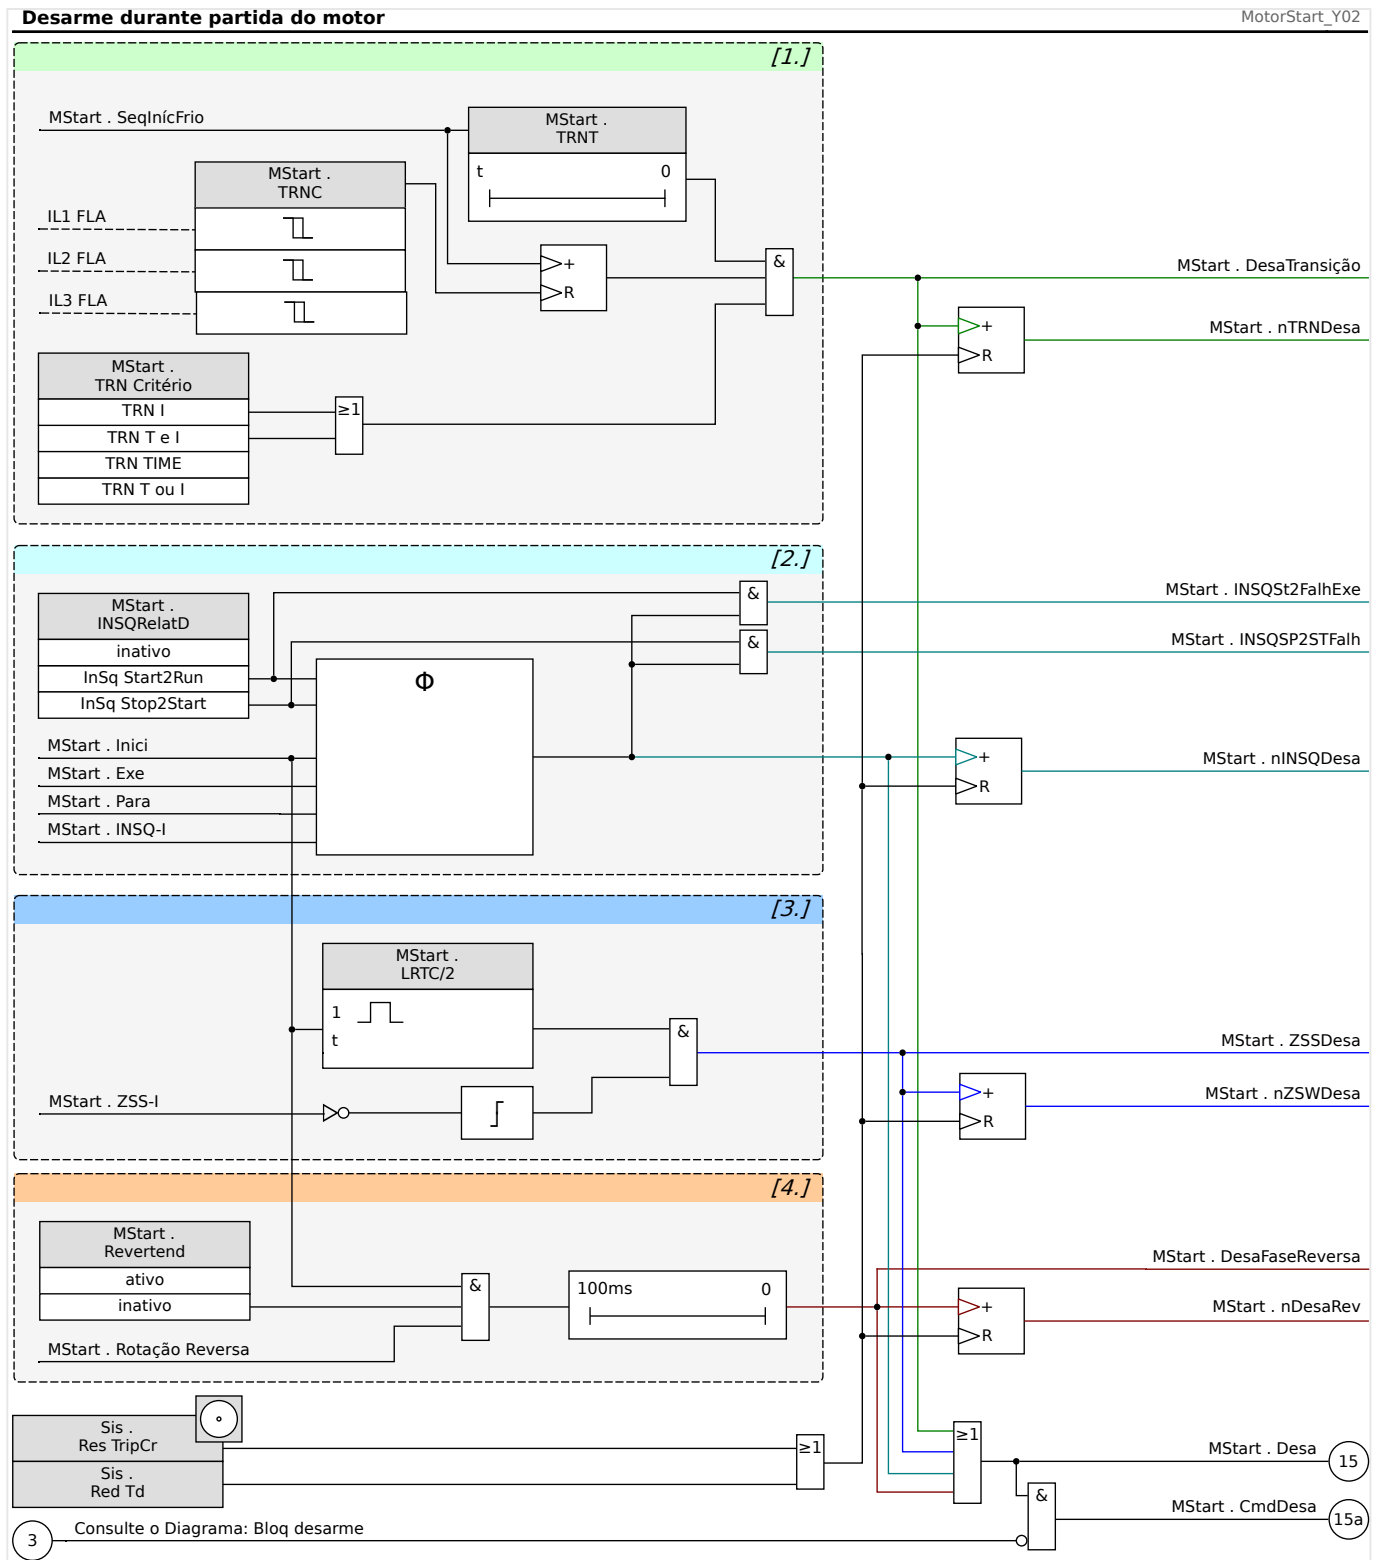 Desarme durante partida do motor
MotorStart_Y02
[1.]
MStart . SeqInícFrio
MStart .
TRNT
t 0
MStart .
TRNC
IL1 FLA
IL2 FLA
IL3 FLA
+
R
&
MStart . DesaTransição
+
R
MStart . nTRNDesa
MStart .
TRN Critério
TRN I
TRN T e I
TRN TIME
TRN T ou I
≥1
[2.]
MStart .
INSQRelatD
inativo
InSq Start2Run
InSq Stop2Start
Φ
&
&
MStart . INSQSt2FalhExe
MStart . INSQSP2STFalh
MStart . Inici
MStart . Exe
MStart . Para
MStart . INSQ-I
+
R
MStart . nINSQDesa
[3.]
MStart .
LRTC/2
1
t
&
MStart . ZSS-I
MStart . ZSSDesa
+
R
MStart . nZSWDesa
[4.]
MStart .
Revertend
ativo
inativo
MStart . Rotação Reversa
&
100ms 0
MStart . DesaFaseReversa
+
R
MStart . nDesaRev
Sis .
Res TripCr
Sis .
Red Td
≥1
≥1
MStart . Desa
15
&
MStart . CmdDesa
15a
3
Consulte o Diagrama: Bloq desarme